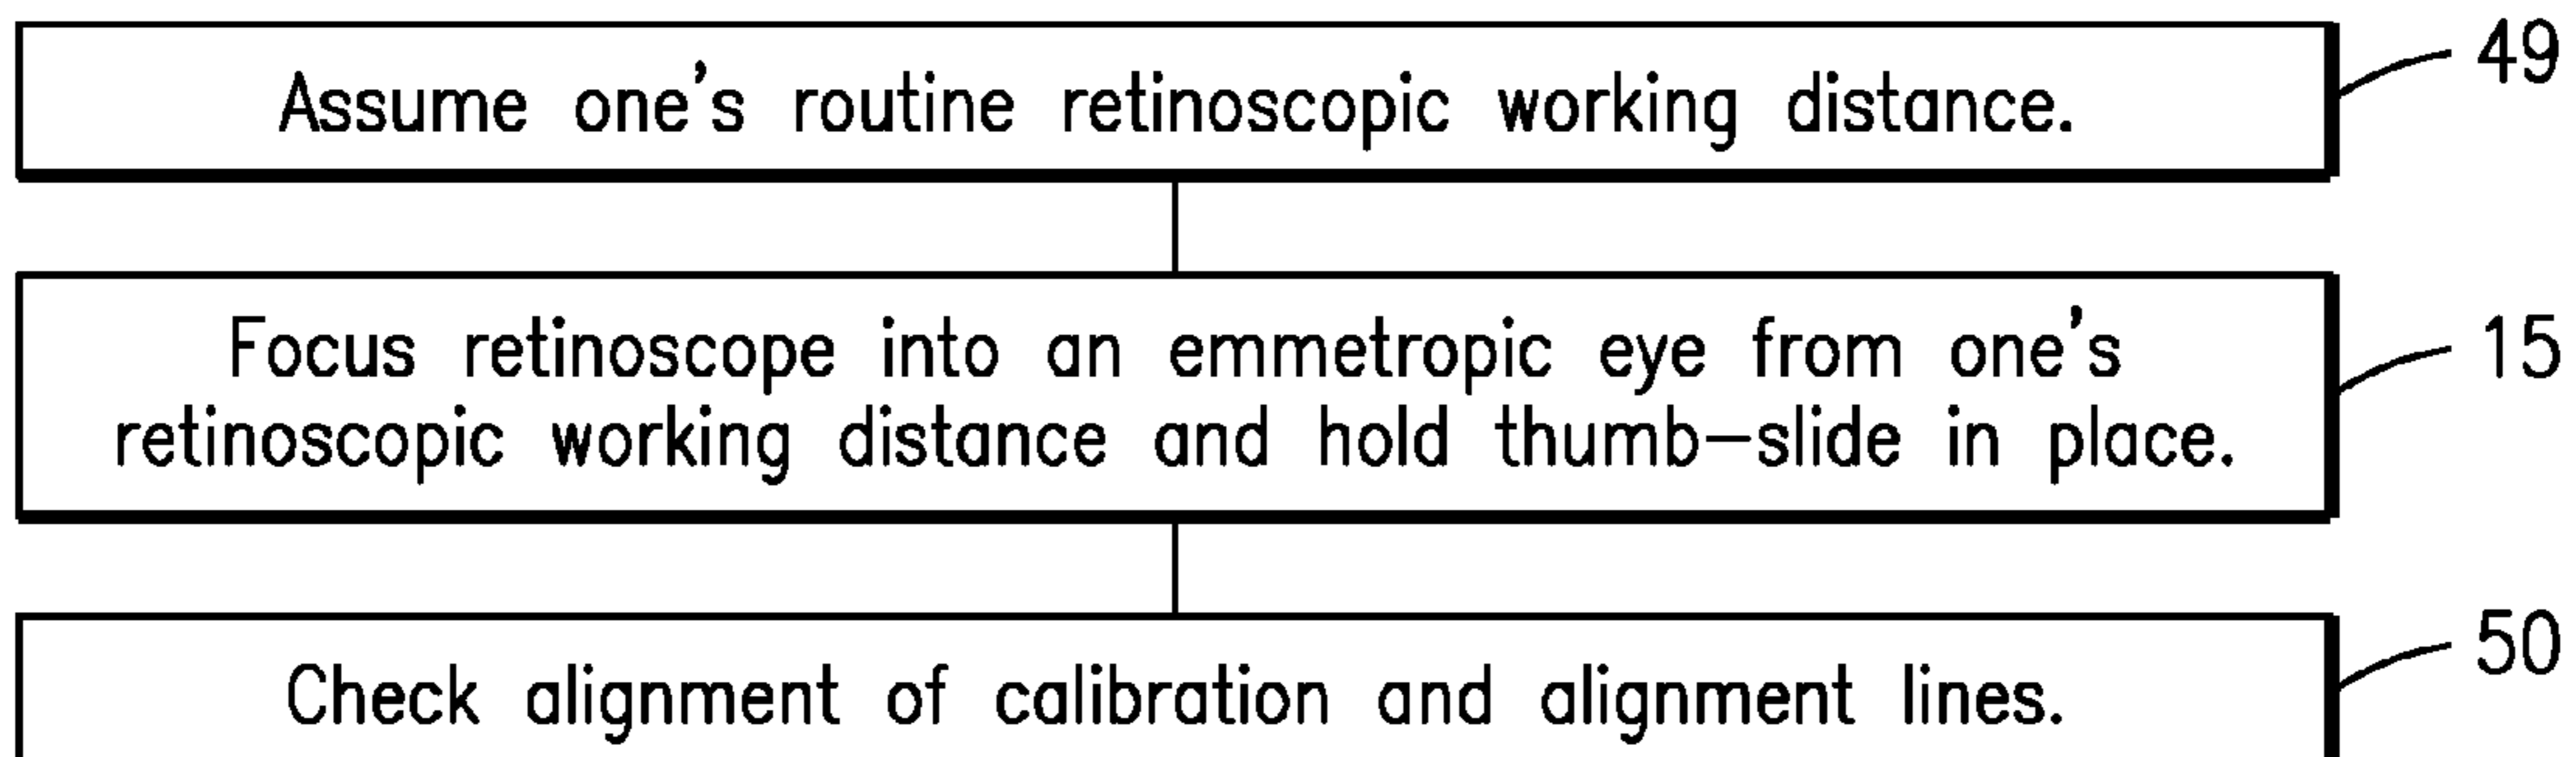 Assume one's routine retinoscopic working distance.
49
Focus retinoscope into an emmetropic eye from one's
retinoscopic working distance and hold thumb-slide in place.
15
Check alignment of calibration and alignment lines.
50